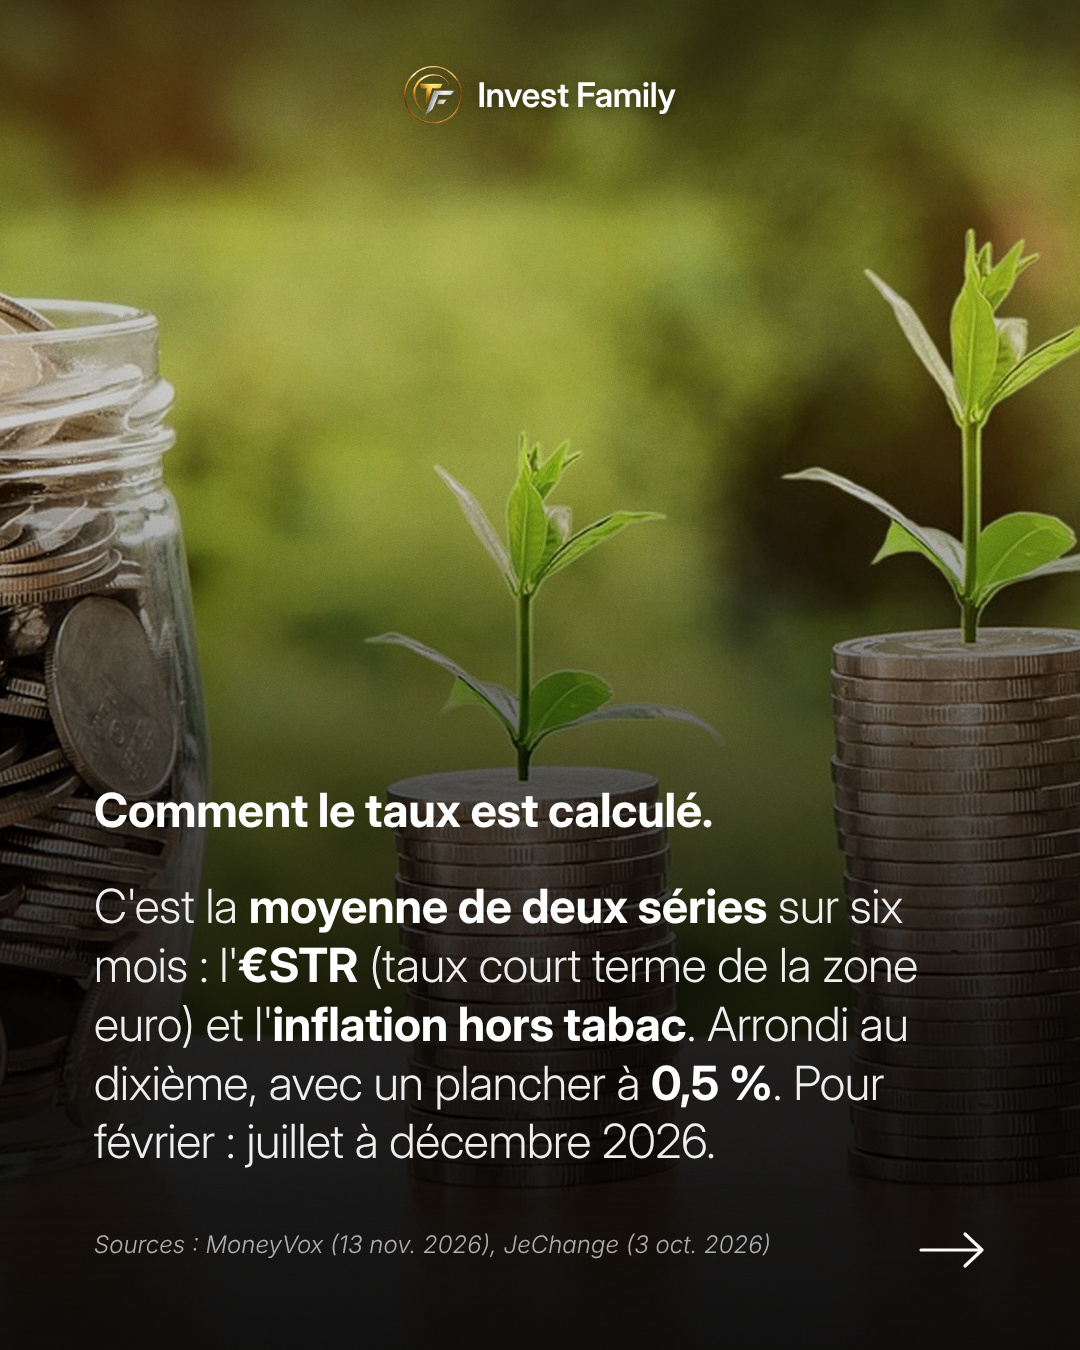 Invest Family
Comment le taux est calculé.
C'est la moyenne de deux séries sur six
mois : l'€STR (taux court terme de la zone
euro) et l'inflation hors tabac. Arrondi au
dixième, avec un plancher à 0,5 %. Pour
février : juillet à décembre 2026.
Sources : MoneyVox (13 nov. 2026), JeChange (3 oct. 2026)